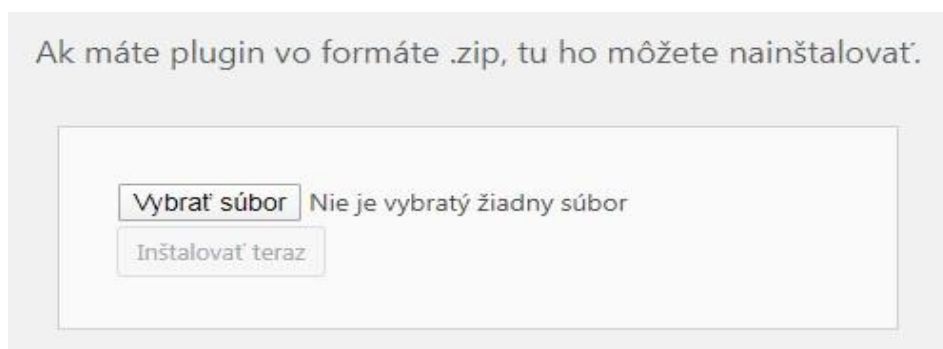 Ak máte plugin vo formáte .zip, tu ho môžete nainštalovať.
Vybrať súbor Nie je vybratý žiadny súbor
Inštalovať teraz